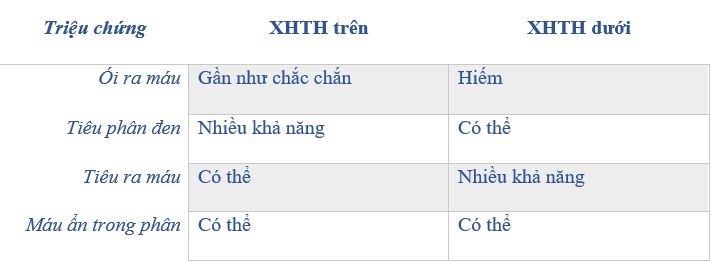 Triệu chứng XHTH trên XHTH dưới
Ói ra máu Gần như chắc chắn Hiếm
Tiêu phân đen Nhiều khả năng Có thể
Tiêu ra máu Có thể Nhiều khả năng
Máu ẩn trong phân Có thể Có thể